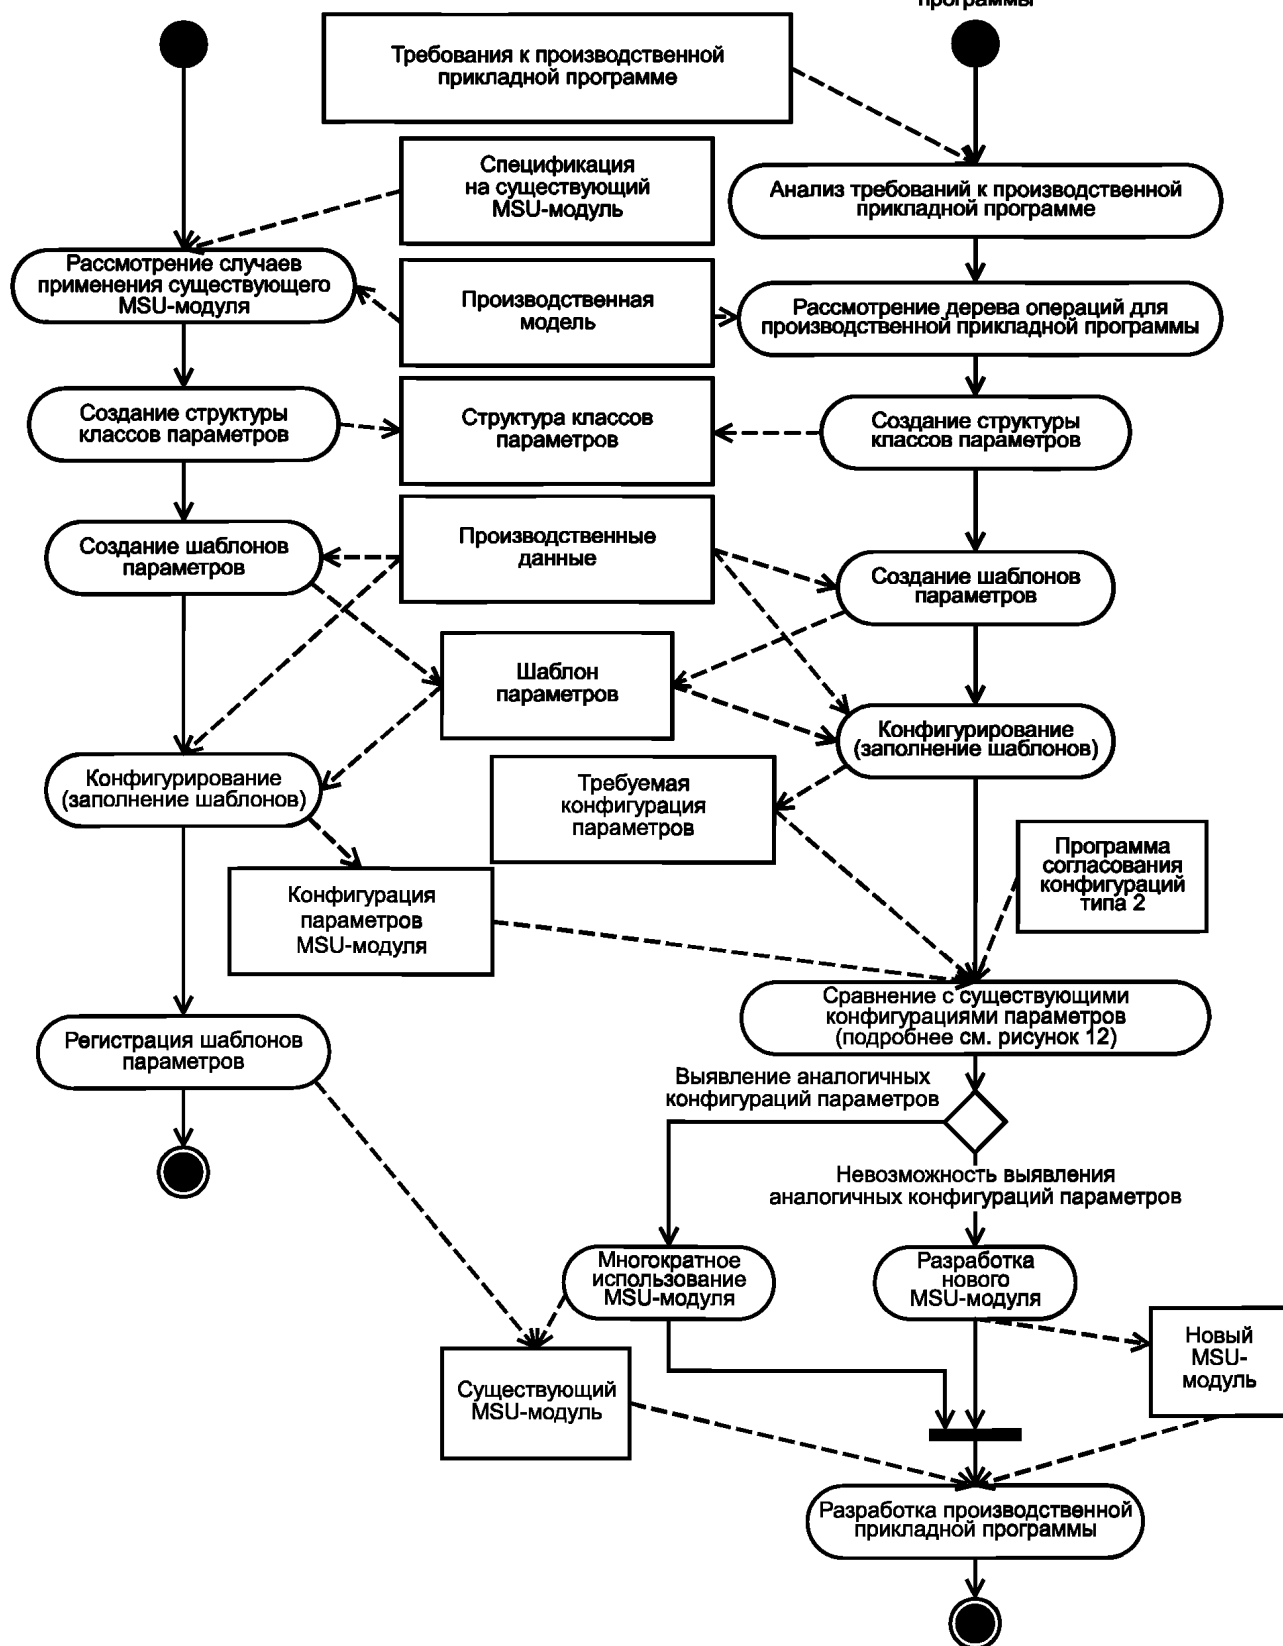 программы
Требования к производственной
прикладной программе
Спецификация
на существующий
MSU-модуль
Анализ требований к производственной
прикладной программе
Рассмотрение случаев
применения существующего
MSU-модуля
Производственная
модель
Рассмотрение дерева операций для
производственной прикладной программы
Создание структуры
классов параметров
Структура классов
параметров
Создание структуры
классов параметров
Создание шаблонов
параметров
Производственные
данные
Создание шаблонов
параметров
Шаблон
параметров
Конфигурирование
(заполнение шаблонов)
Конфигурирование
(заполнение шаблонов)
Требуемая
конфигурация
параметров
Программа
согласования
конфигураций
типа 2
Конфигурация
параметров
MSU-модуля
Сравнение с существующими
конфигурациями параметров
(подробнее см. рисунок 12)
Регистрация шаблонов
параметров
Выявление аналогичных
конфигураций параметров
Невозможность выявления
аналогичных конфигураций параметров
Многократное
использование
MSU-модуля
Разработка
нового
MSU-модуля
Новый
MSU-
модуль
Существующий
MSU-модуль
Разработка производственной
прикладной программы